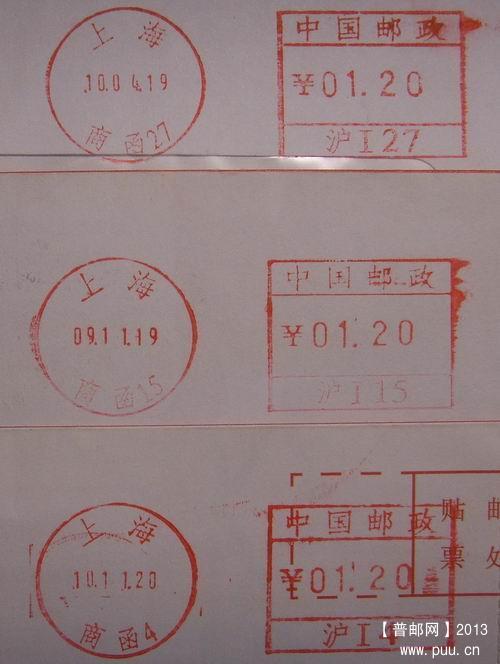 上海
10.04.19
商函27
中国邮政
¥01.20
沪I27
上海
09.11.19
商函15
中国邮政
¥01.20
沪I15
上海
10.11.20
商函4
中国邮政
¥01.20
沪I4
贴邮
票处
【普邮网】2013
www.puu.cn